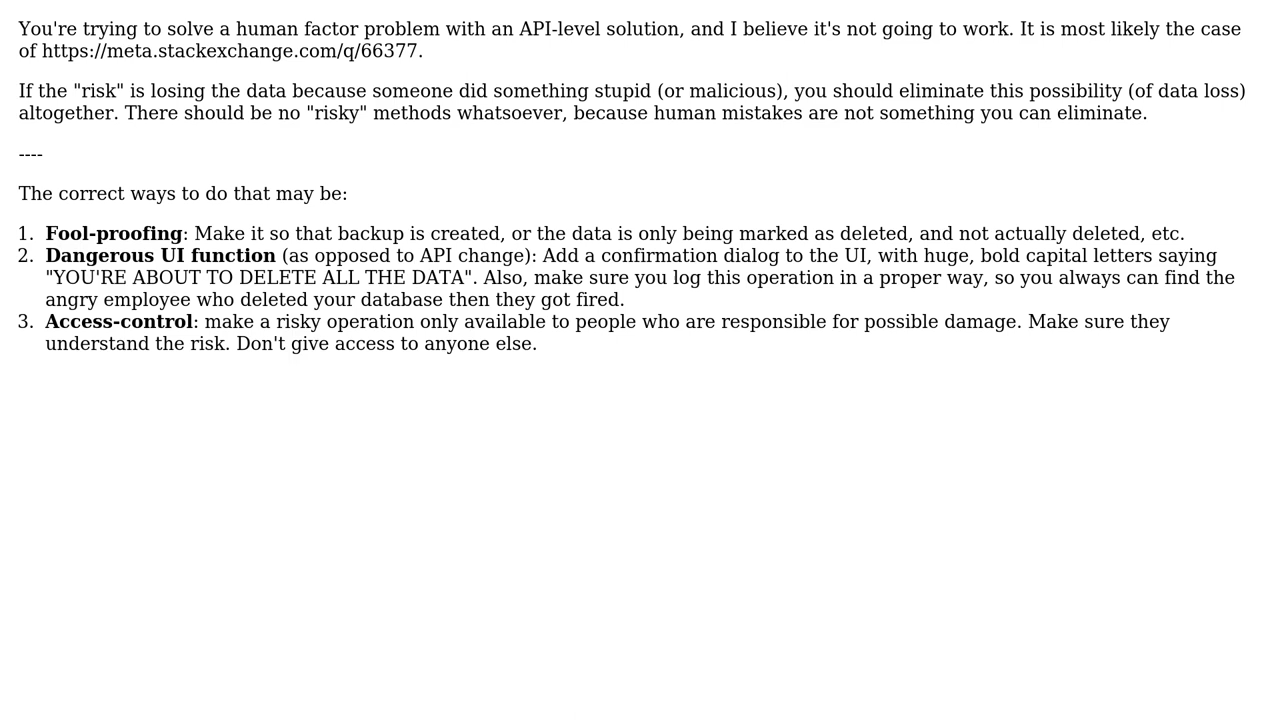 You're trying to solve a human factor problem with an API-level solution, and I believe it's not going to work. It is most likely the case
of https://meta.stackexchange.com/q/66377.
If the "risk" is losing the data because someone did something stupid (or malicious), you should eliminate this possibility (of data loss)
altogether. There should be no "risky" methods whatsoever, because human mistakes are not something you can eliminate.
----
The correct ways to do that may be:
1. Fool-proofing: Make it so that backup is created, or the data is only being marked as deleted, and not actually deleted, etc.
2. Dangerous UI function (as opposed to API change): Add a confirmation dialog to the UI, with huge, bold capital letters saying
"YOU'RE ABOUT TO DELETE ALL THE DATA". Also, make sure you log this operation in a proper way, so you always can find the
angry employee who deleted your database then they got fired.
3. Access-control: make a risky operation only available to people who are responsible for possible damage. Make sure they
understand the risk. Don't give access to anyone else.